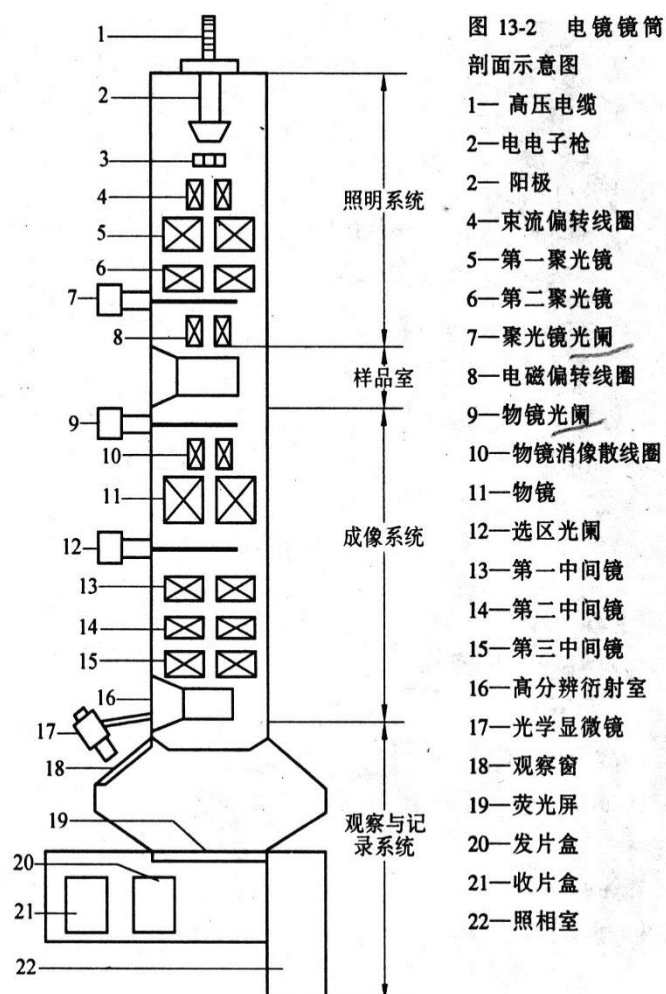 图 13-2 电镜镜筒
剖面示意图
1— 高压电缆
2—电电子枪
2— 阳极
4—束流偏转线圈
5—第一聚光镜
6—第二聚光镜
7—聚光镜光阑
8—电磁偏转线圈
9—物镜光阑
10—物镜消像散线圈
11—物镜
12—选区光阑
13—第一中间镜
14—第二中间镜
15—第三中间镜
16—高分辨衍射室
17—光学显微镜
18—观察窗
19—荧光屏
20—发片盒
21—收片盒
22—照相室
1
2
3
4
5
6
7
8
9
10
11
12
13
14
15
16
17
18
19
20
21
22
照明系统
样品室
成像系统
观察与记
录系统